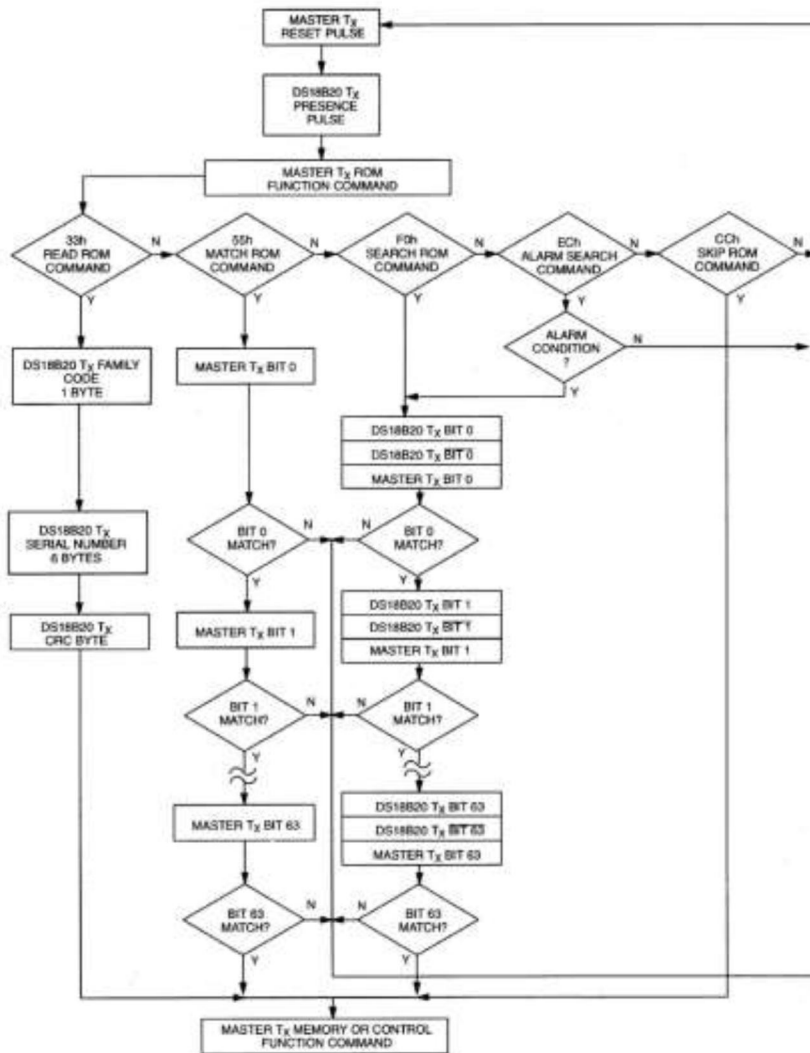 MASTER TX
RESET PULSE
DS18B20 TX
PRESENCE
PULSE
MASTER TX ROM
FUNCTION COMMAND
33h
READ ROM
COMMAND
N
Y
55h
MATCH ROM
COMMAND
N
Y
F0h
SEARCH ROM
COMMAND
N
Y
ECh
ALARM SEARCH
COMMAND
N
Y
CCh
SKIP ROM
COMMAND
N
Y
DS18B20 TX FAMILY
CODE
1 BYTE
MASTER TX BIT 0
ALARM
CONDITION
?
N
Y
DS18B20 TX BIT 0
DS18B20 TX BIT 0
MASTER TX BIT 0
DS18B20 TX
SERIAL NUMBER
6 BYTES
BIT 0
MATCH?
N
Y
BIT 0
MATCH?
N
Y
DS18B20 TX
CRC BYTE
MASTER TX BIT 1
DS18B20 TX BIT 1
DS18B20 TX BIT 1
MASTER TX BIT 1
BIT 1
MATCH?
N
Y
BIT 1
MATCH?
N
Y
MASTER TX BIT 63
DS18B20 TX BIT 63
DS18B20 TX BIT 63
MASTER TX BIT 63
BIT 63
MATCH?
N
Y
BIT 63
MATCH?
N
Y
MASTER TX MEMORY OR CONTROL
FUNCTION COMMAND